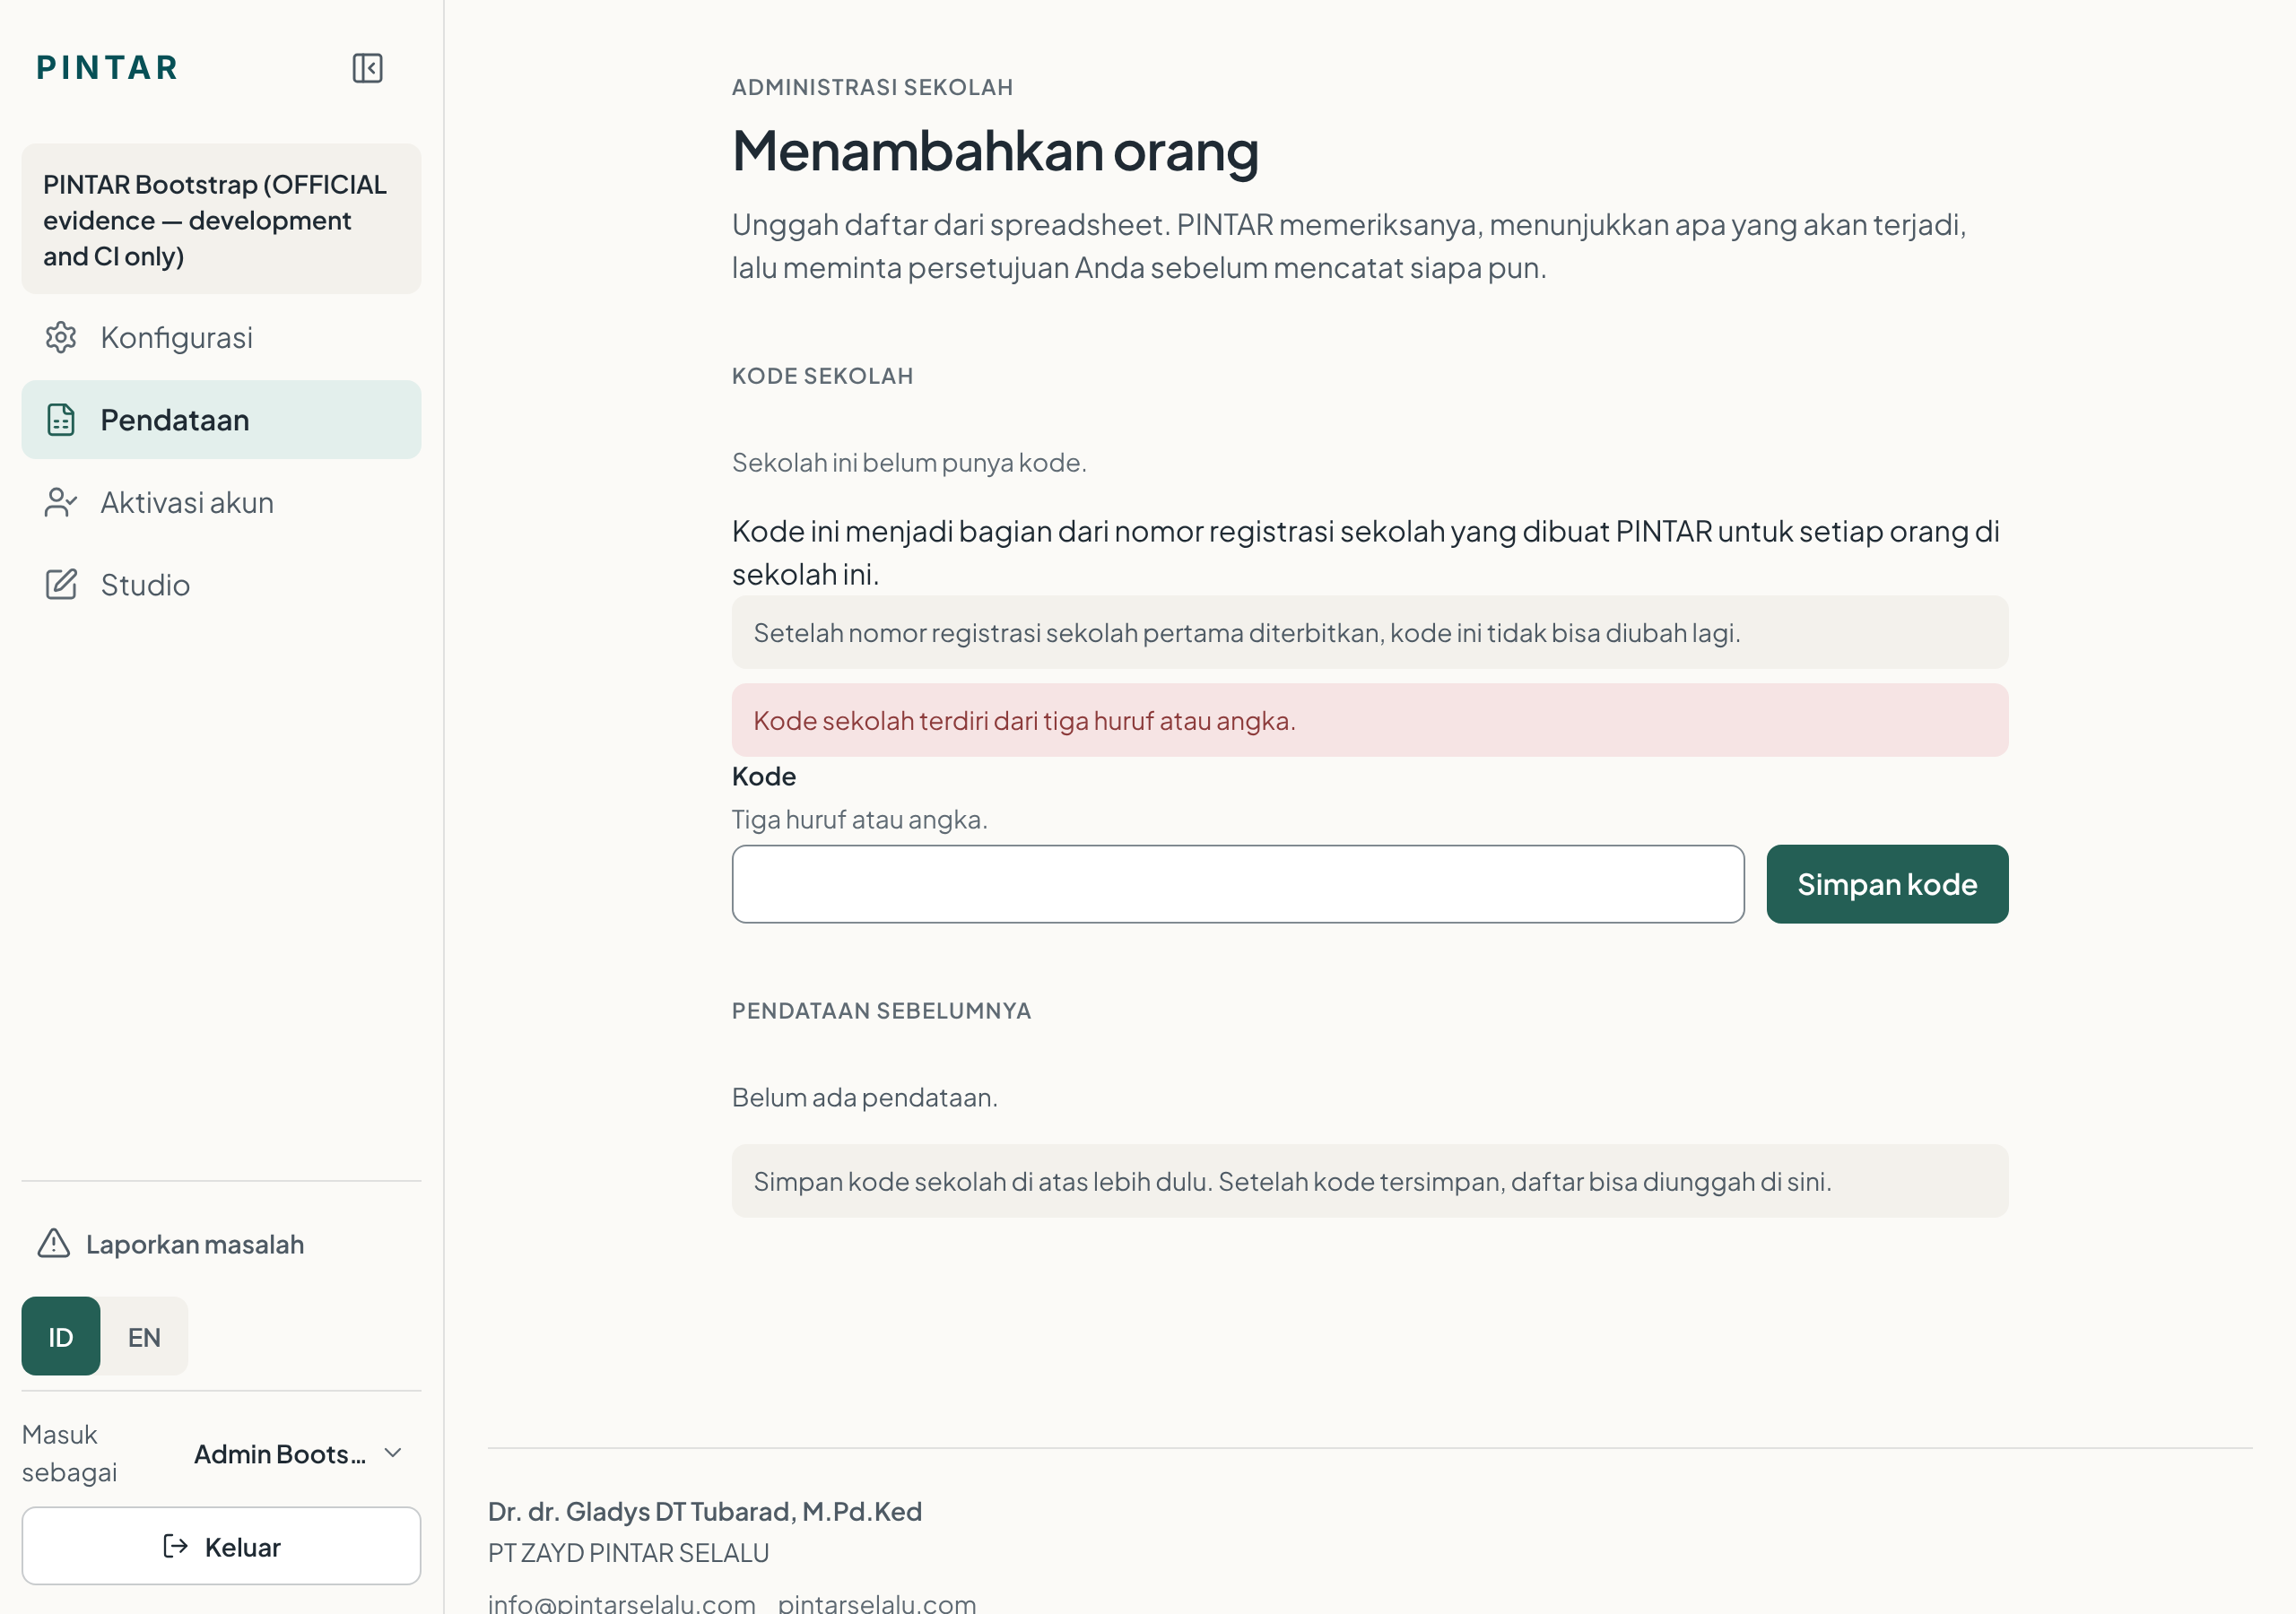 PINTAR
PINTAR Bootstrap (OFFICIAL
evidence — development
and CI only)
Konfigurasi
Pendataan
Aktivasi akun
Studio
Laporkan masalah
ID
EN
Masuk
sebagai
Admin Boots...
Keluar
ADMINISTRASI SEKOLAH
Menambahkan orang
Unggah daftar dari spreadsheet. PINTAR memeriksanya, menunjukkan apa yang akan terjadi,
lalu meminta persetujuan Anda sebelum mencatat siapa pun.
KODE SEKOLAH
Sekolah ini belum punya kode.
Kode ini menjadi bagian dari nomor registrasi sekolah yang dibuat PINTAR untuk setiap orang di
sekolah ini.
Setelah nomor registrasi sekolah pertama diterbitkan, kode ini tidak bisa diubah lagi.
Kode sekolah terdiri dari tiga huruf atau angka.
Kode
Tiga huruf atau angka.
Simpan kode
PENDATAAN SEBELUMNYA
Belum ada pendataan.
Simpan kode sekolah di atas lebih dulu. Setelah kode tersimpan, daftar bisa diunggah di sini.
Dr. dr. Gladys DT Tubarad, M.Pd.Ked
PT ZAYD PINTAR SELALU
info@pintarselalu.com pintarselalu.com